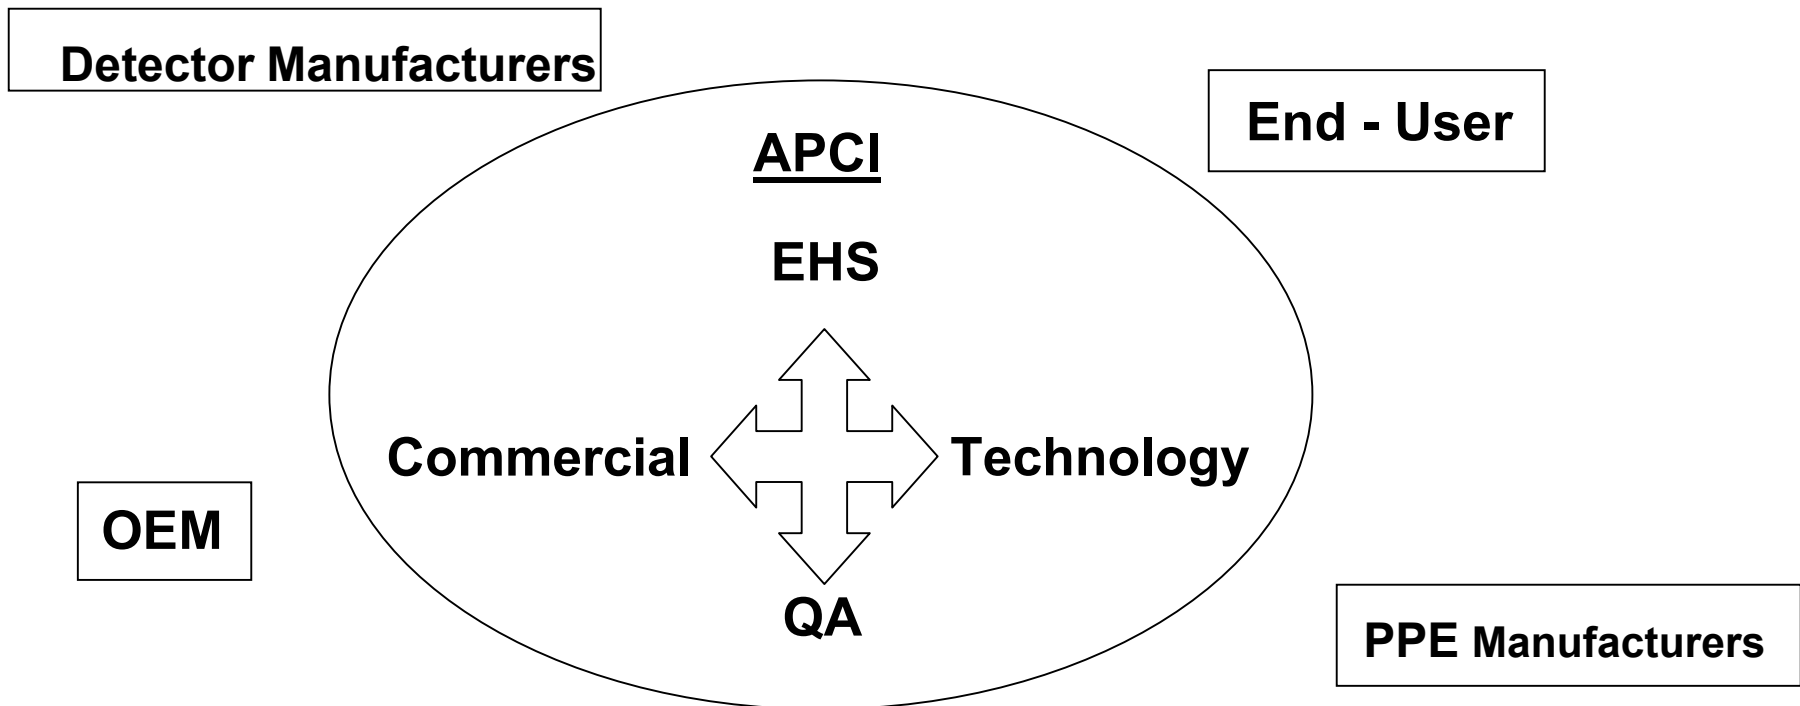 Detector Manufacturers
End - User
APCI
EHS
Commercial
Technology
OEM
QA
PPE Manufacturers